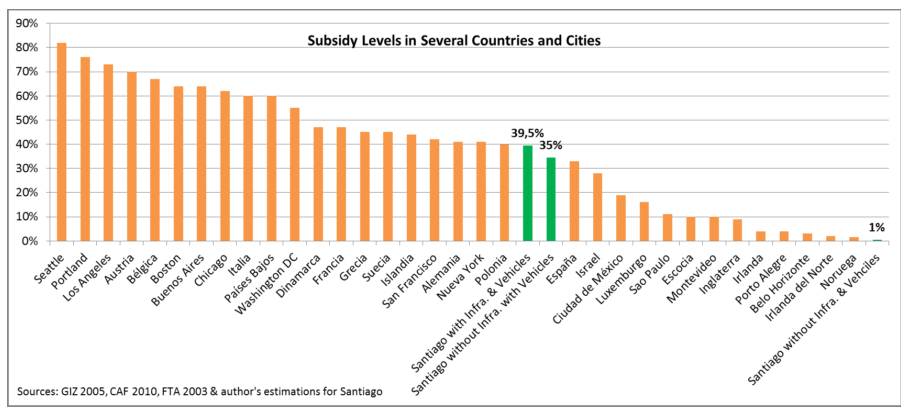 Subsidy Levels in Several Countries and Cities
90%
80%
70%
60%
50%
40%
30%
20%
10%
0%
39,5%
35%
1%
Seattle
Portland
Los Angeles
Austria
Bélgica
Boston
Buenos Aires
Chicago
Italia
Países Bajos
Washington DC
Dinamarca
Francia
Grecia
Suecia
Islandia
San Francisco
Alemania
Nueva York
Polonia
Santiago with Infra. & Vehicles
Santiago without Infra. with Vehicles
España
Israel
Ciudad de México
Luxemburgo
Sao Paulo
Escocia
Montevideo
Inglaterra
Irlanda
Porto Alegre
Belo Horizonte
Irlanda del Norte
Noruega
Santiago without Infra. & Vehciles
Sources: GIZ 2005, CAF 2010, FTA 2003 & author's estimations for Santiago